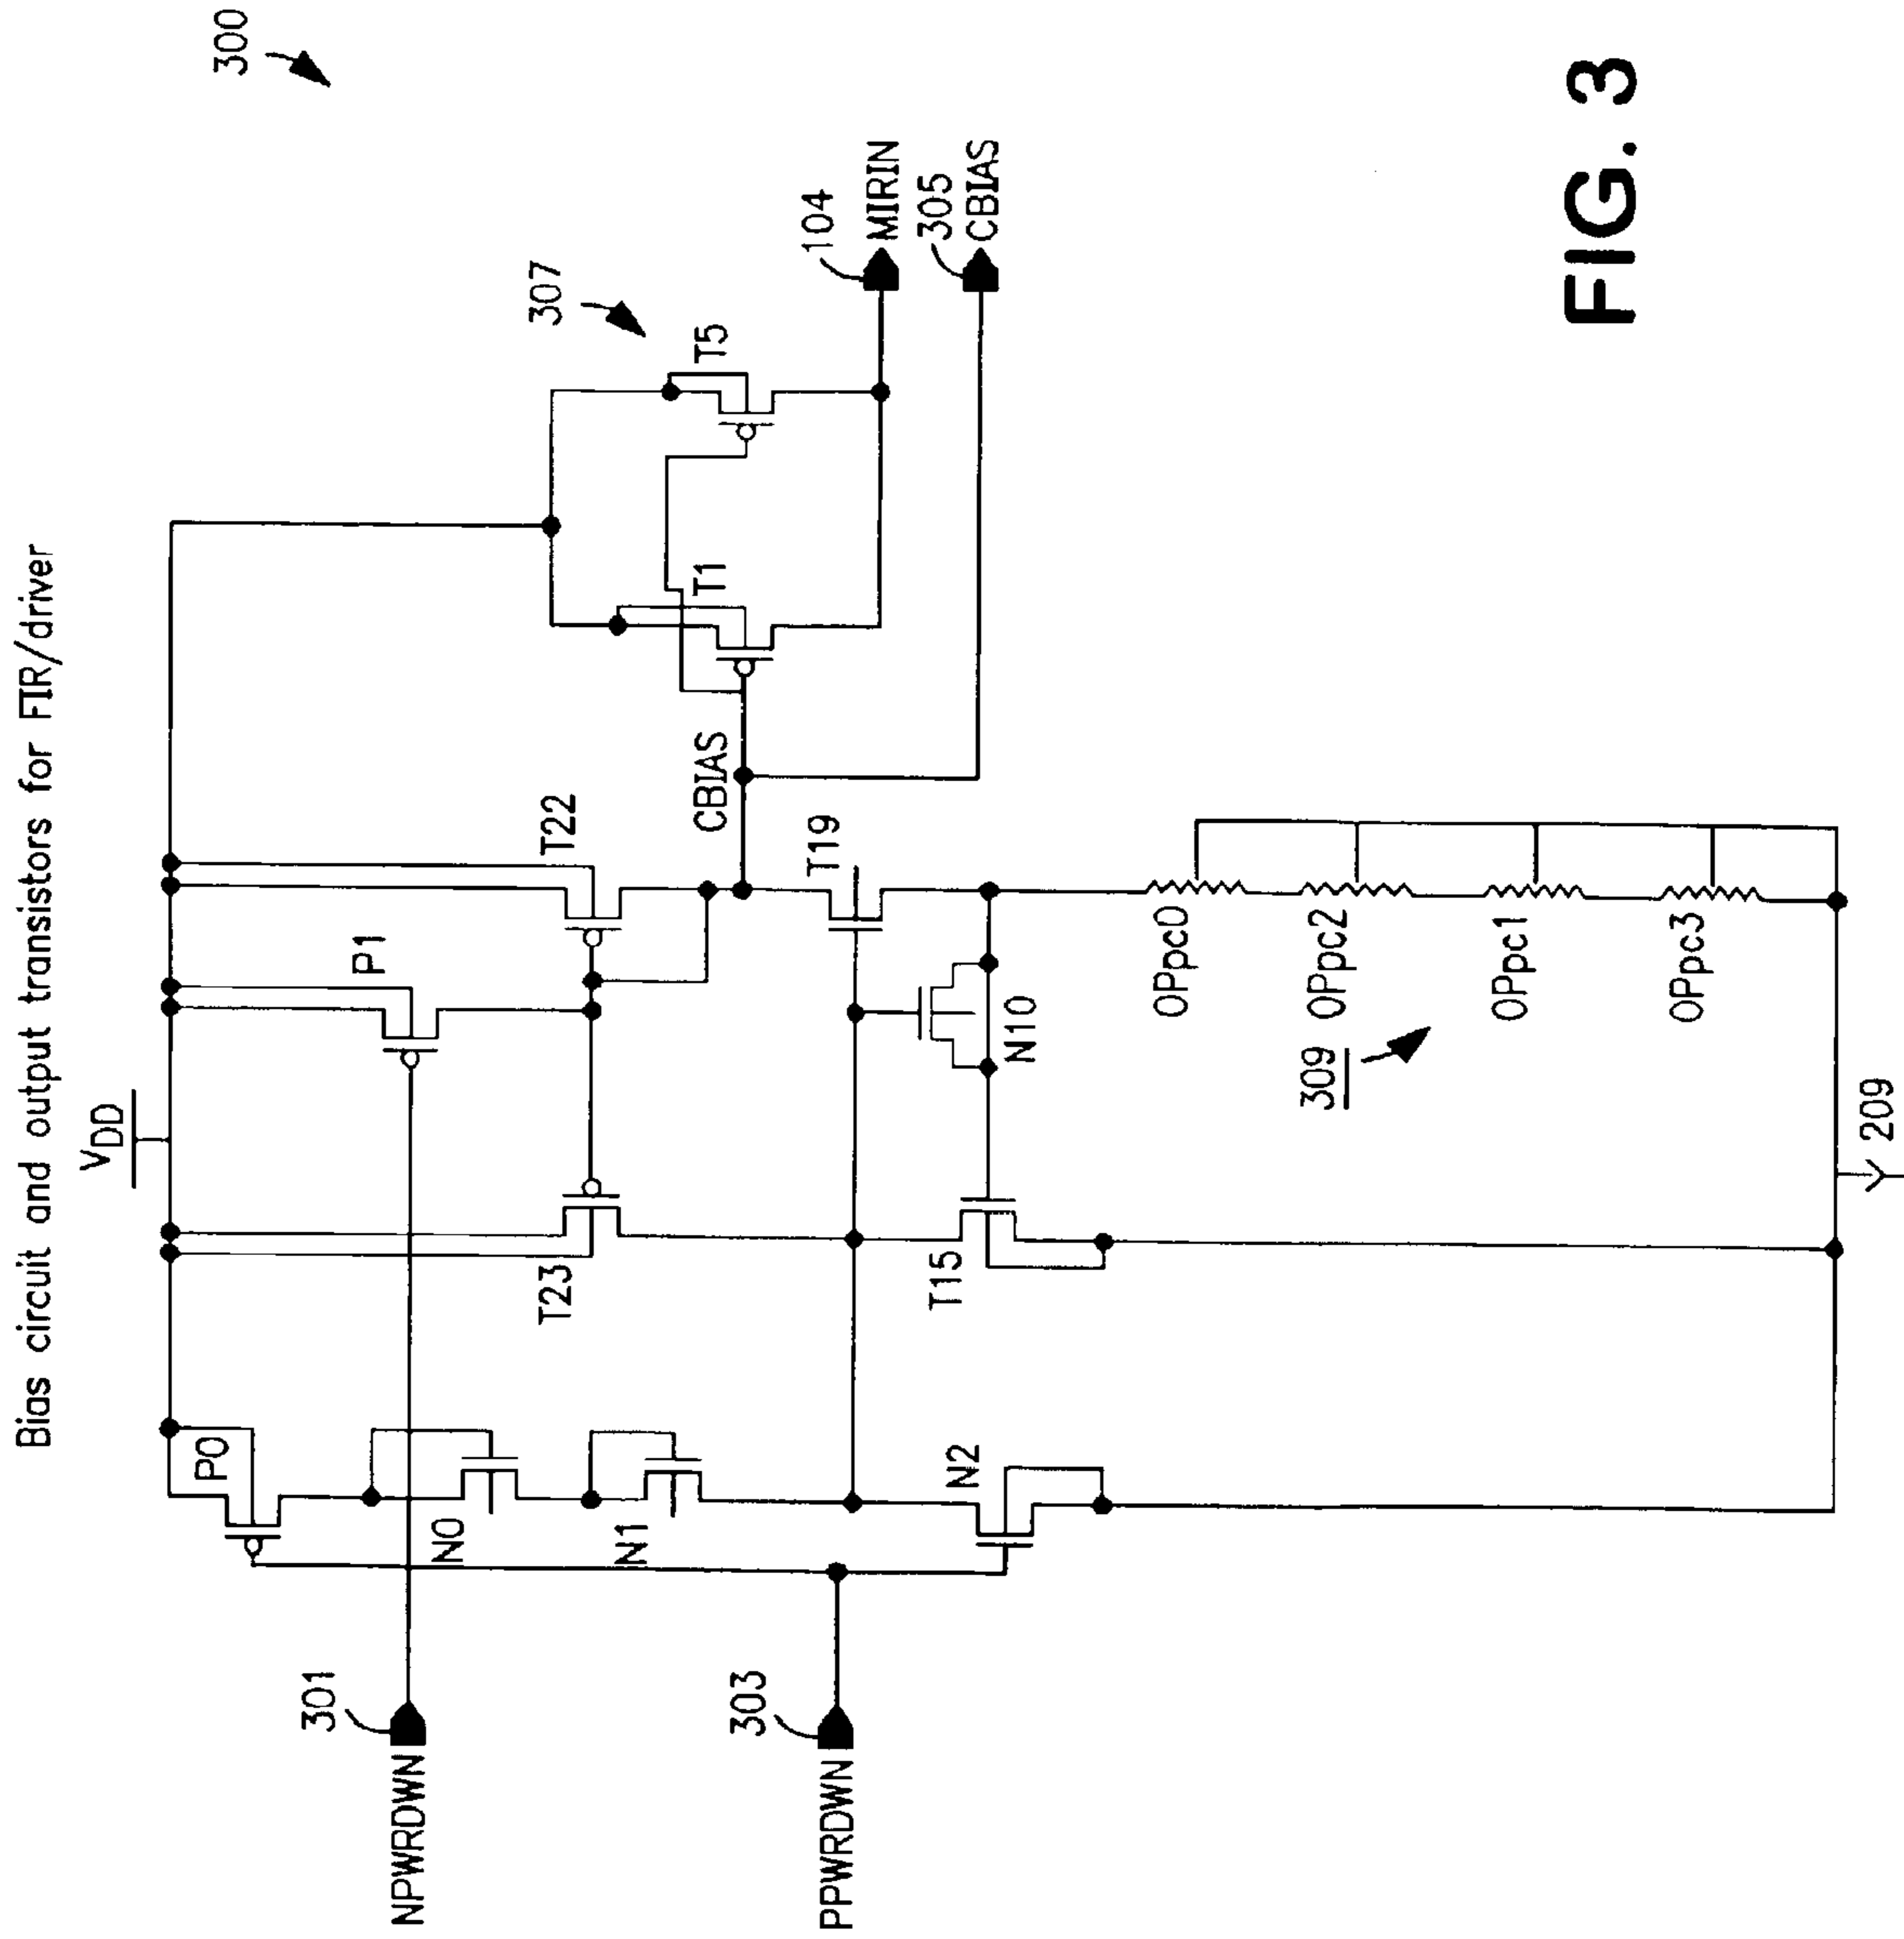 Bias circuit and output transistors for FIR/driver
300
VDD
P0
P1
T22
T23
307
T5
T1
301
NPWRDWN
N0
N1
CBIAS
104
MIRIN
303
PPWRDWN
T19
305
CBIAS
N2
T15
N10
OPpc0
309
OPpc2
OPpc1
OPpc3
209
FIG. 3